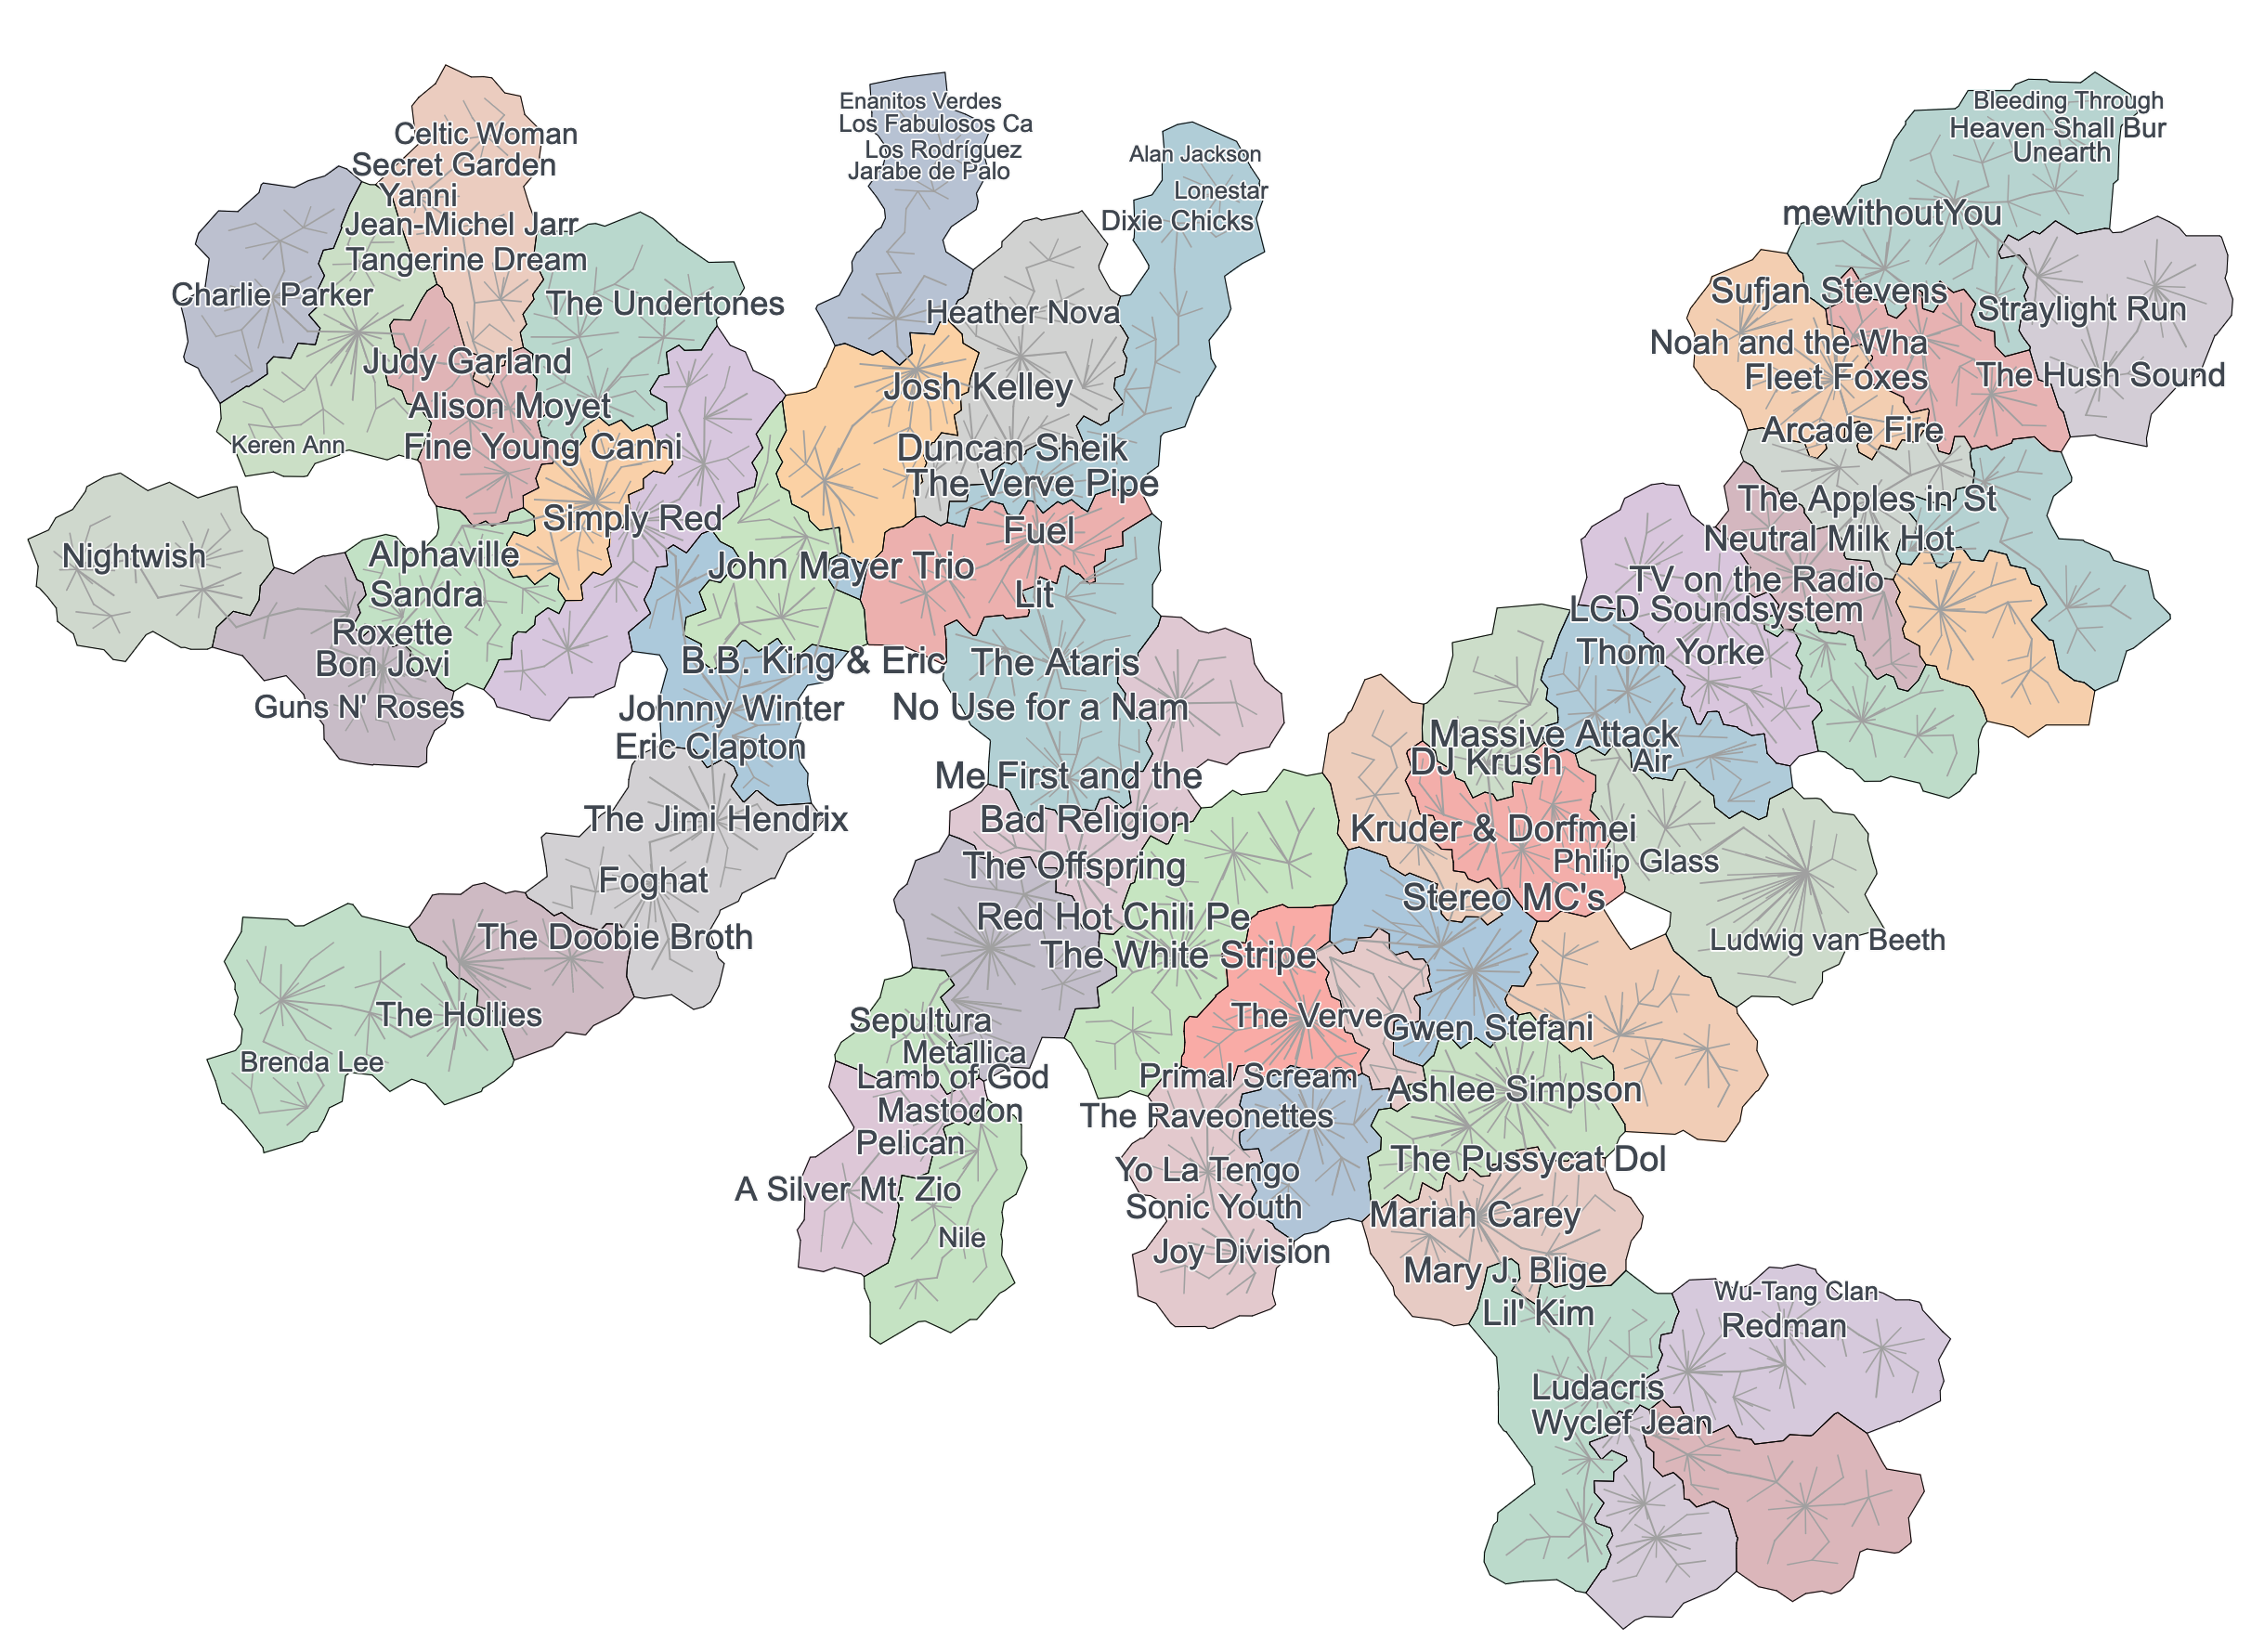 Celtic Woman
Secret Garden
Yanni
Jean-Michel Jarr
Tangerine Dream
Charlie Parker
The Undertones
Judy Garland
Alison Moyet
Fine Young Canni
Keren Ann
Simply Red
Nightwish
Alphaville
Sandra
Roxette
Bon Jovi
Guns N' Roses
Enanitos Verdes
Los Fabulosos Ca
Los Rodríguez
Jarabe de Palo
Alan Jackson
Lonestar
Dixie Chicks
Heather Nova
Josh Kelley
Duncan Sheik
The Verve Pipe
Fuel
John Mayer Trio
Lit
B.B. King & Eric
The Ataris
Johnny Winter
No Use for a Nam
Eric Clapton
Me First and the
The Jimi Hendrix
Bad Religion
Foghat
The Offspring
The Doobie Broth
Red Hot Chili Pe
The White Stripe
The Hollies
Brenda Lee
Sepultura
Metallica
Lamb of God
Mastodon
Pelican
A Silver Mt. Zio
Nile
The Verve
Primal Scream
The Raveonettes
Yo La Tengo
Sonic Youth
Joy Division
Bleeding Through
Heaven Shall Bur
Unearth
mewithoutYou
Sufjan Stevens
Straylight Run
Noah and the Wha
Fleet Foxes
The Hush Sound
Arcade Fire
The Apples in St
Neutral Milk Hot
TV on the Radio
LCD Soundsystem
Thom Yorke
Massive Attack
DJ Krush
Air
Kruder & Dorfmei
Philip Glass
Stereo MC's
Ludwig van Beeth
Gwen Stefani
Ashlee Simpson
The Pussycat Dol
Mariah Carey
Mary J. Blige
Lil' Kim
Wu-Tang Clan
Redman
Ludacris
Wyclef Jean